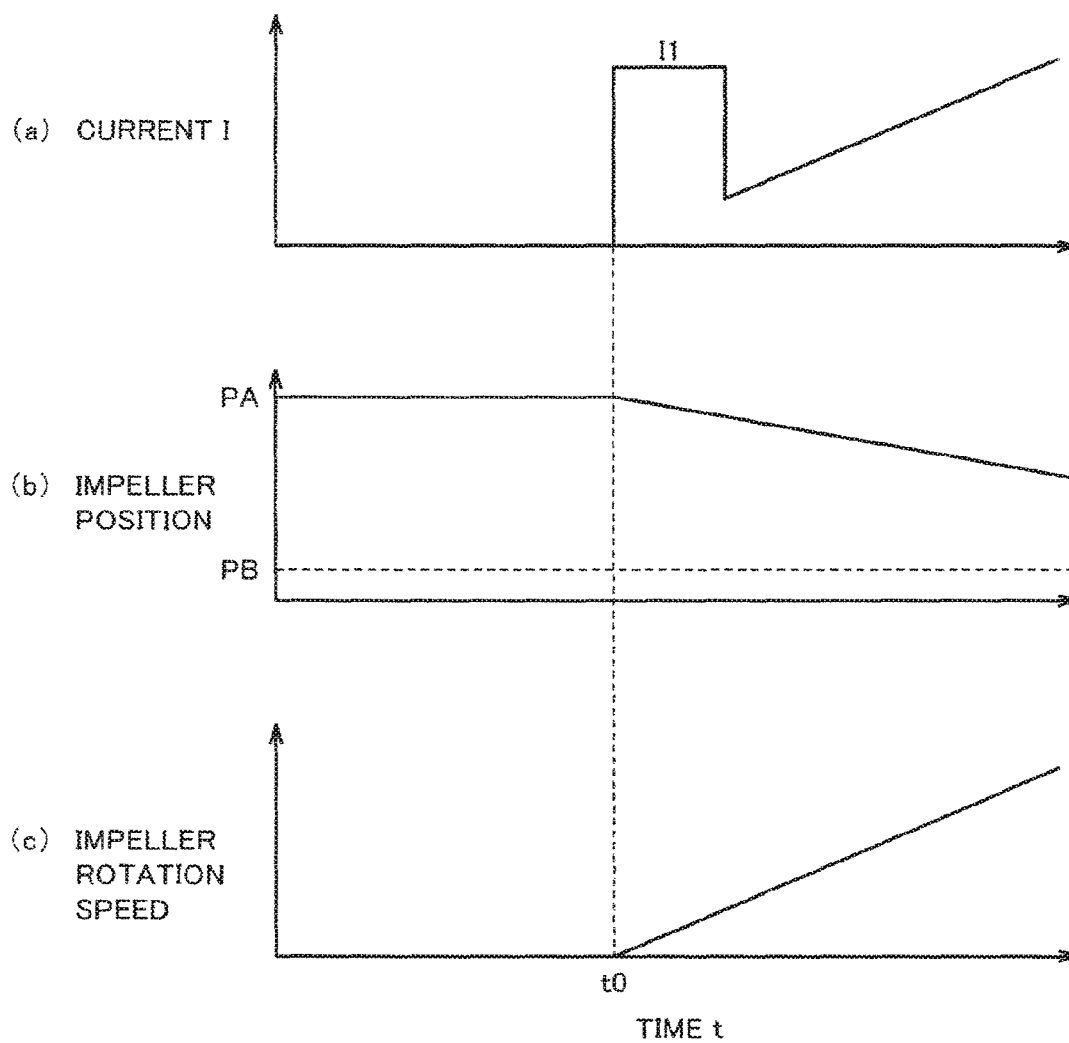 I1
(a) CURRENT I
PA
(b) IMPELLER
POSITION
PB
(c) IMPELLER
ROTATION
SPEED
t0
TIME t